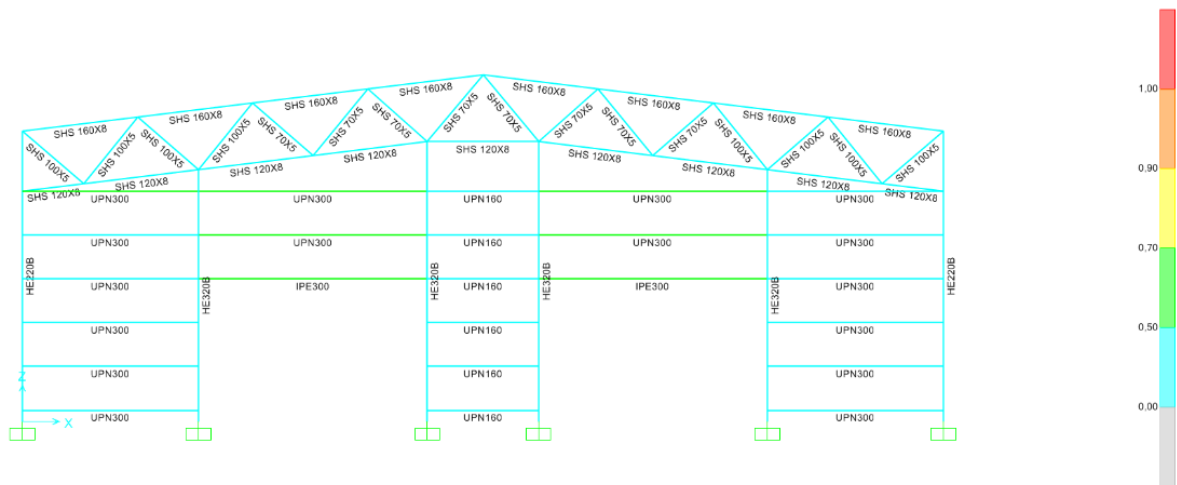 SHS 160X8
SHS 160X8
SHS 160X8
SHS 160X8
SHS 160X8
SHS 160X8
SHS 160X8
SHS 160X8
SHS 100X5
SHS 100X5
SHS 100X5
SHS 100X5
SHS 70X5
SHS 70X5
SHS 70X5
SHS 70X5
SHS 70X5
SHS 70X5
SHS 70X5
SHS 70X5
SHS 100X5
SHS 100X5
SHS 100X5
SHS 100X5
SHS 120X8
SHS 120X8
SHS 120X8
SHS 120X8
SHS 120X8
SHS 120X8
SHS 120X8
SHS 120X8
SHS 120X8
UPN300
UPN300
UPN160
UPN300
UPN300
UPN300
UPN300
UPN160
UPN300
UPN300
HE220B
HE320B
HE320B
HE320B
HE320B
HE220B
UPN300
IPE300
UPN160
IPE300
UPN300
UPN300
UPN160
UPN300
UPN300
UPN160
UPN300
UPN300
UPN160
UPN300
Z
X
1,00
0,90
0,70
0,50
0,00